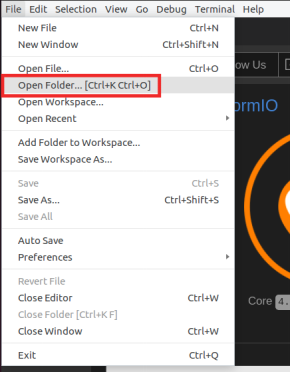 File Edit Selection View Go Debug Terminal Help
New File Ctrl+N
New Window Ctrl+Shift+N
Open File... Ctrl+O
Open Folder... [Ctrl+K Ctrl+O]
Open Workspace...
Open Recent
Add Folder to Workspace...
Save Workspace As...
Save Ctrl+S
Save As... Ctrl+Shift+S
Save All
Auto Save
Preferences
Revert File
Close Editor Ctrl+W
Close Folder [Ctrl+K F]
Close Window Ctrl+W
Exit Ctrl+Q
ow Us
ormIO
Core 4.